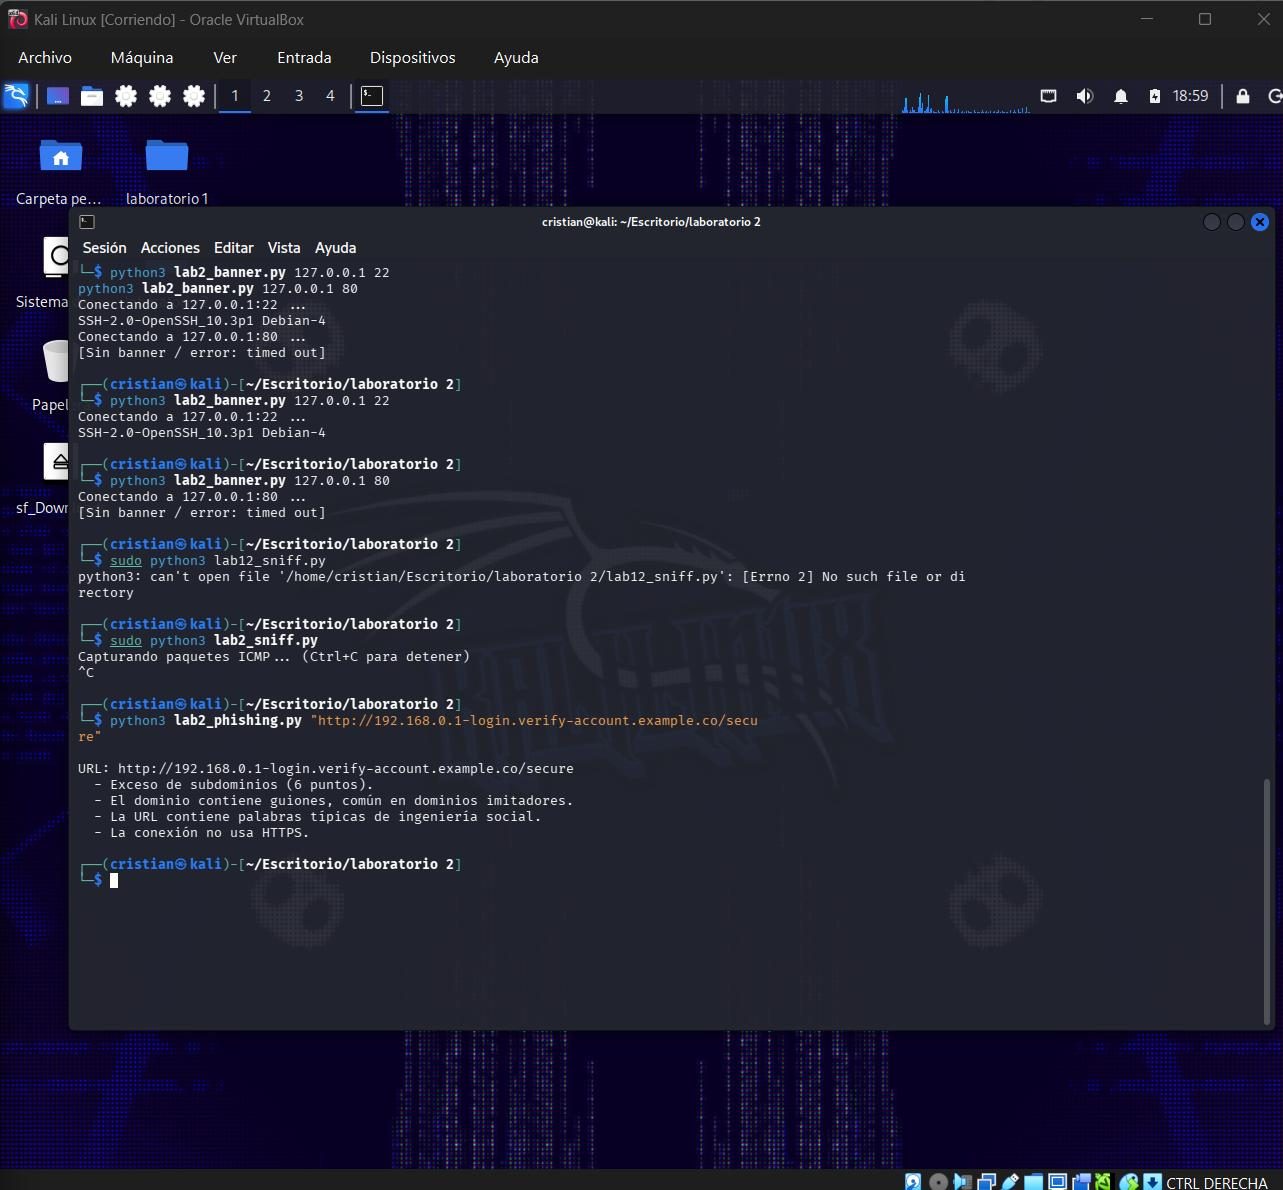 Kali Linux [Corriendo] - Oracle VirtualBox
Archivo Máquina Ver Entrada Dispositivos Ayuda
1 2 3 4 18:59
Carpeta pe... laboratorio 1
cristian@kali: ~/Escritorio/laboratorio 2
Sesión Acciones Editar Vista Ayuda
└─$ python3 lab2_banner.py 127.0.0.1 22
python3 lab2_banner.py 127.0.0.1 80
Conectando a 127.0.0.1:22 ...
SSH-2.0-OpenSSH_10.3p1 Debian-4
Conectando a 127.0.0.1:80 ...
[Sin banner / error: timed out]
┌──(cristian㉿kali)-[~/Escritorio/laboratorio 2]
└─$ python3 lab2_banner.py 127.0.0.1 22
Conectando a 127.0.0.1:22 ...
SSH-2.0-OpenSSH_10.3p1 Debian-4
┌──(cristian㉿kali)-[~/Escritorio/laboratorio 2]
└─$ python3 lab2_banner.py 127.0.0.1 80
Conectando a 127.0.0.1:80 ...
[Sin banner / error: timed out]
┌──(cristian㉿kali)-[~/Escritorio/laboratorio 2]
└─$ sudo python3 lab12_sniff.py
python3: can't open file '/home/cristian/Escritorio/laboratorio 2/lab12_sniff.py': [Errno 2] No such file or di
rectory
┌──(cristian㉿kali)-[~/Escritorio/laboratorio 2]
└─$ sudo python3 lab2_sniff.py
Capturando paquetes ICMP... (Ctrl+C para detener)
^C
┌──(cristian㉿kali)-[~/Escritorio/laboratorio 2]
└─$ python3 lab2_phishing.py "http://192.168.0.1-login.verify-account.example.co/secu
re"
URL: http://192.168.0.1-login.verify-account.example.co/secure
- Exceso de subdominios (6 puntos).
- El dominio contiene guiones, común en dominios imitadores.
- La URL contiene palabras típicas de ingeniería social.
- La conexión no usa HTTPS.
┌──(cristian㉿kali)-[~/Escritorio/laboratorio 2]
└─$
Sistema
Papel
sf_Down
KALI LINUX
CTRL DERECHA